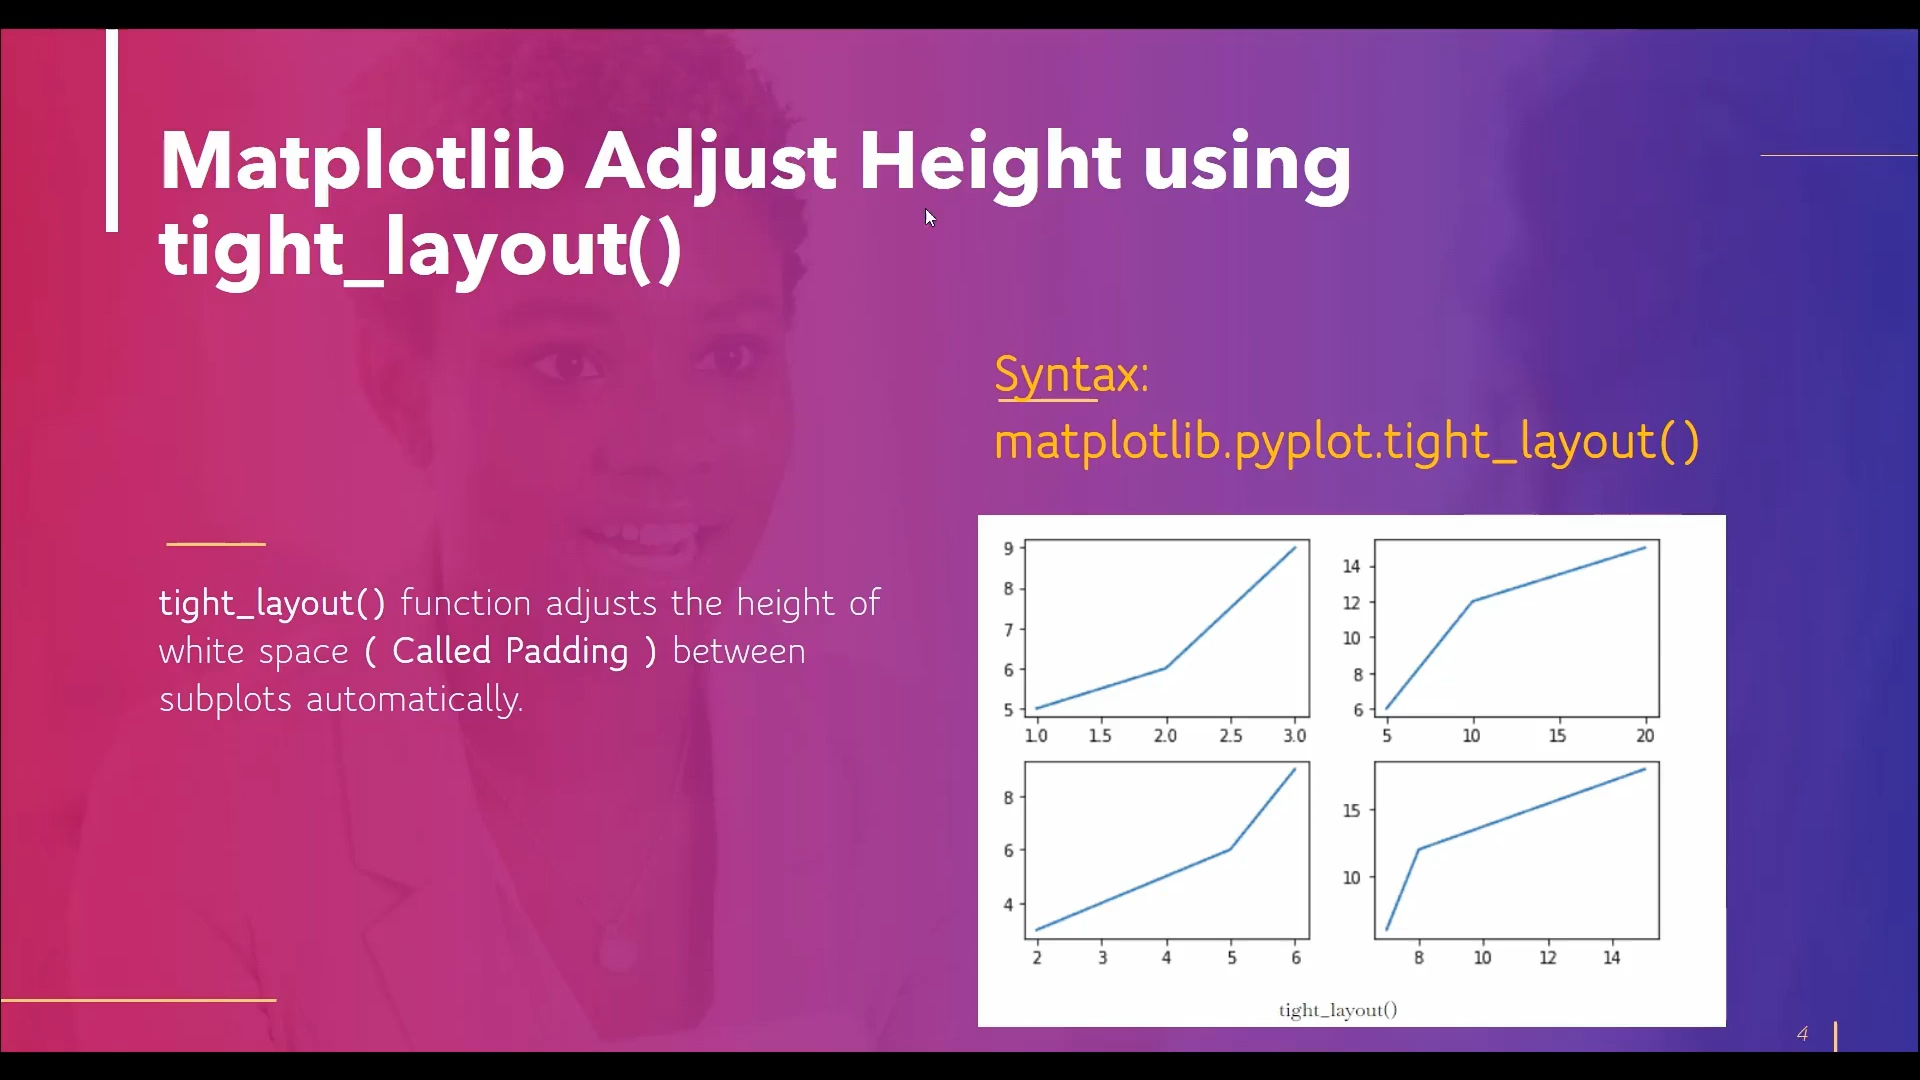 Matplotlib Adjust Height using
tight_layout()
tight_layout() function adjusts the height of
white space ( Called Padding ) between
subplots automatically.
Syntax:
matplotlib.pyplot.tight_layout()
9
8
7
6
5
1.0 1.5 2.0 2.5 3.0
14
12
10
8
6
5 10 15 20
8
6
4
2 3 4 5 6
15
10
8 10 12 14
tight_layout()
4